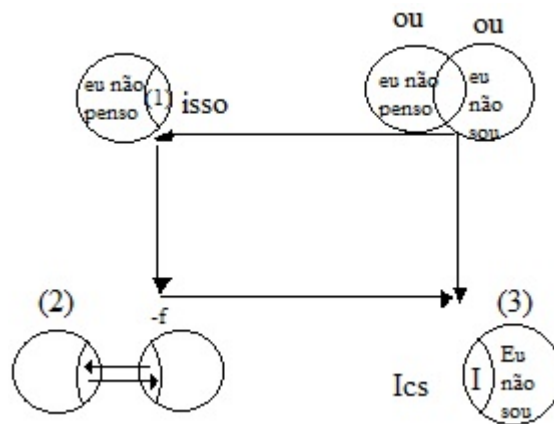 ou ou
eu não
penso
(1)
isso
eu não
penso
eu
não
sou
(2)
-f
(3)
Ics
I
Eu
não
sou